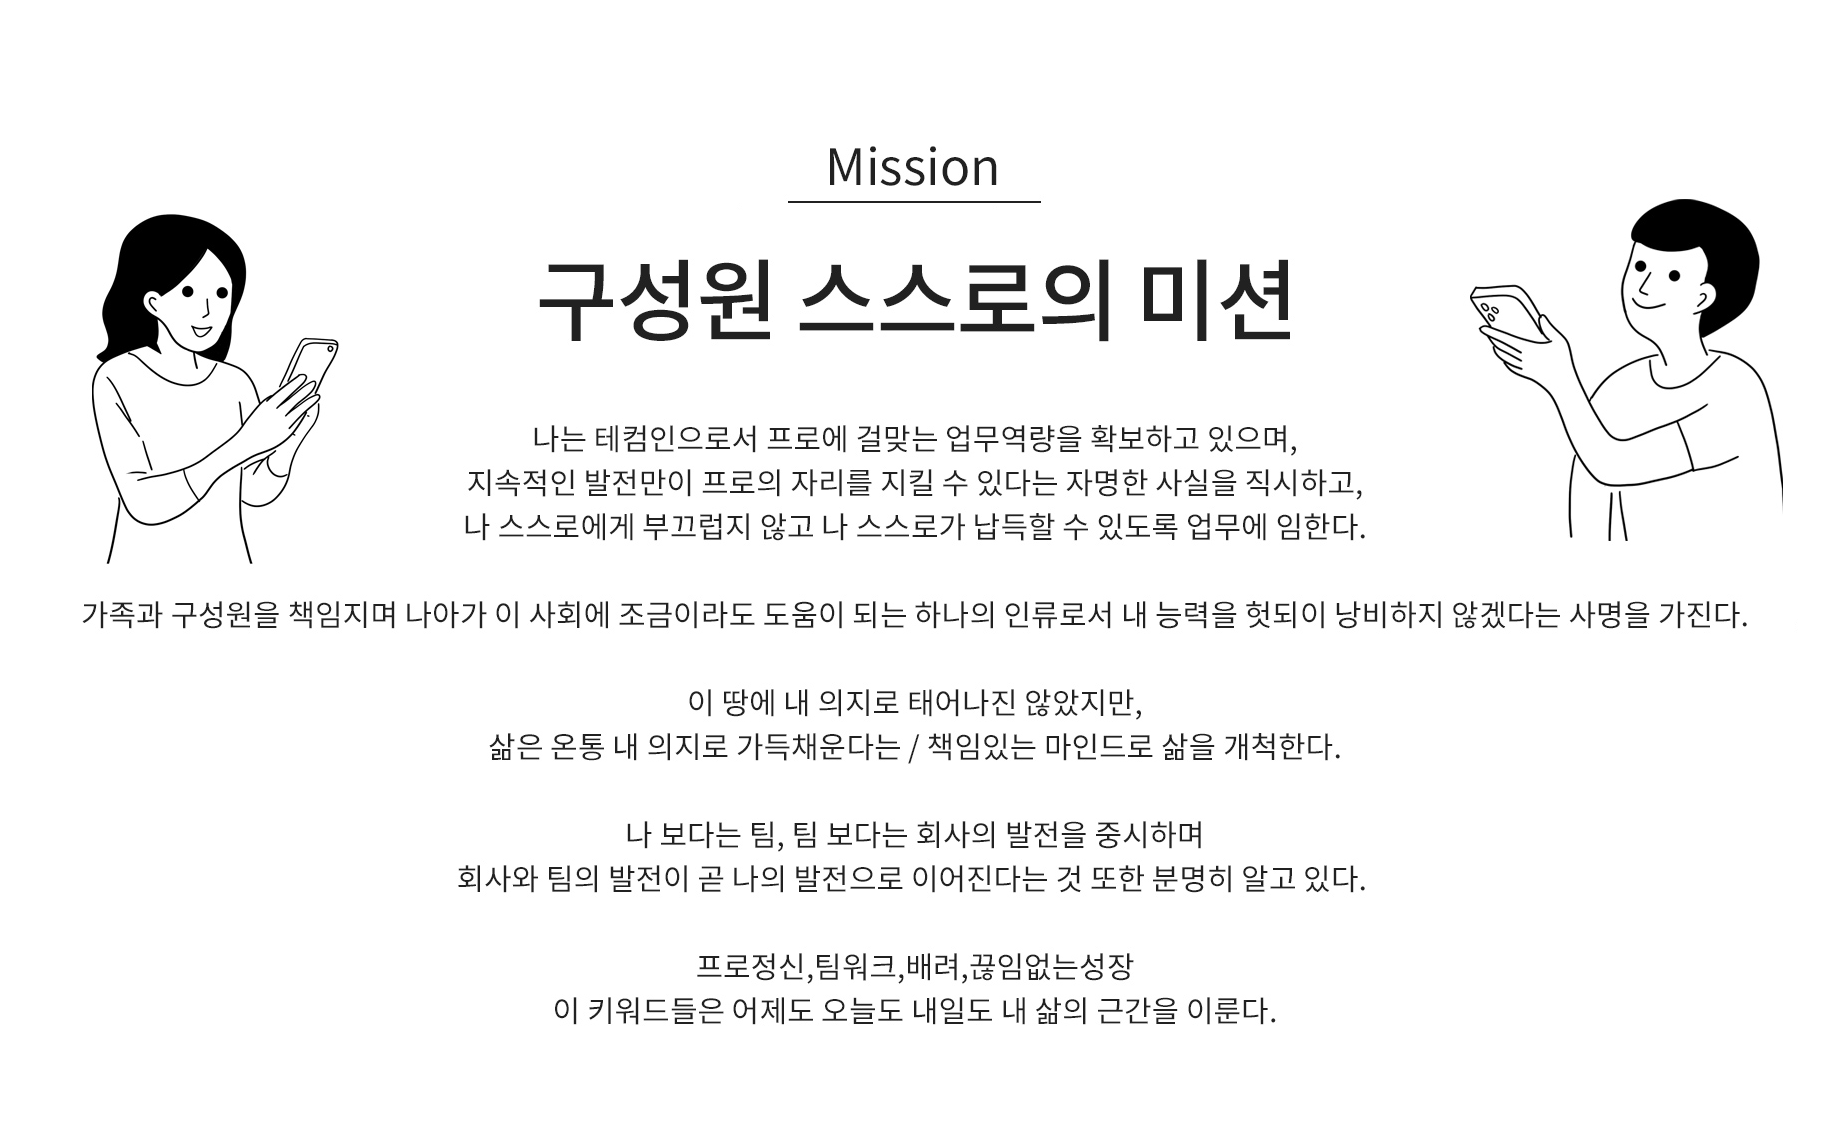 Mission
구성원 스스로의 미션
나는 테컴인으로서 프로에 걸맞는 업무역량을 확보하고 있으며,
지속적인 발전만이 프로의 자리를 지킬 수 있다는 자명한 사실을 직시하고,
나 스스로에게 부끄럽지 않고 나 스스로가 납득할 수 있도록 업무에 임한다.
가족과 구성원을 책임지며 나아가 이 사회에 조금이라도 도움이 되는 하나의 인류로서 내 능력을 헛되이 낭비하지 않겠다는 사명을 가진다.
이 땅에 내 의지로 태어나진 않았지만,
삶은 온통 내 의지로 가득채운다는 / 책임있는 마인드로 삶을 개척한다.
나 보다는 팀, 팀 보다는 회사의 발전을 중시하며
회사와 팀의 발전이 곧 나의 발전으로 이어진다는 것 또한 분명히 알고 있다.
프로정신,팀워크,배려,끊임없는성장
이 키워드들은 어제도 오늘도 내일도 내 삶의 근간을 이룬다.